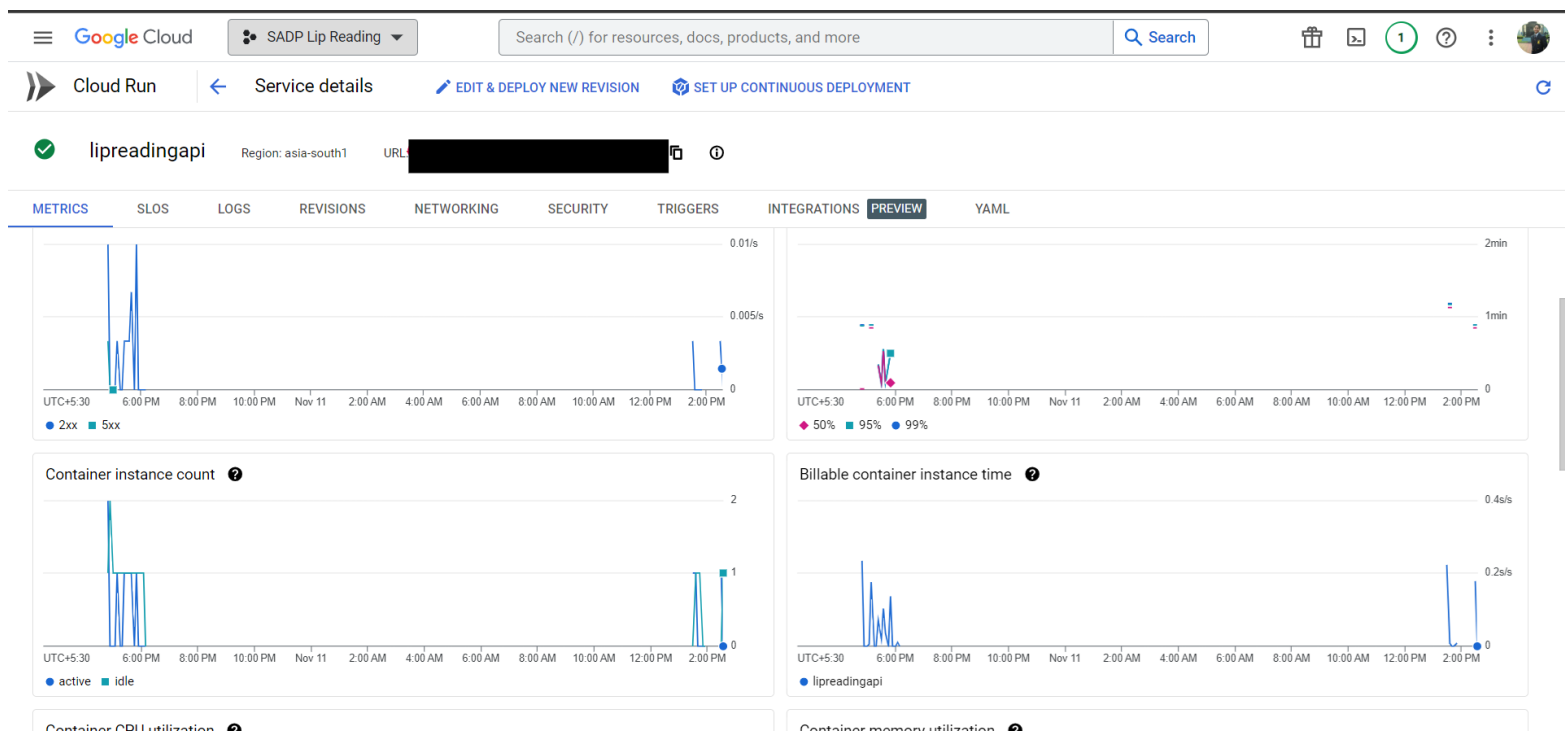 Google Cloud
SADP Lip Reading
Search (/) for resources, docs, products, and more
Search
1
Cloud Run
Service details
EDIT & DEPLOY NEW REVISION
SET UP CONTINUOUS DEPLOYMENT
lipreadingapi
Region: asia-south1
URL:
METRICS SLOS LOGS REVISIONS NETWORKING SECURITY TRIGGERS INTEGRATIONS PREVIEW YAML
0.01/s
0.005/s
0
UTC+5:30 6:00 PM 8:00 PM 10:00 PM Nov 11 2:00 AM 4:00 AM 6:00 AM 8:00 AM 10:00 AM 12:00 PM 2:00 PM
2xx 5xx
2min
1min
0
UTC+5:30 6:00 PM 8:00 PM 10:00 PM Nov 11 2:00 AM 4:00 AM 6:00 AM 8:00 AM 10:00 AM 12:00 PM 2:00 PM
50% 95% 99%
Container instance count
2
1
0
UTC+5:30 6:00 PM 8:00 PM 10:00 PM Nov 11 2:00 AM 4:00 AM 6:00 AM 8:00 AM 10:00 AM 12:00 PM 2:00 PM
active idle
Billable container instance time
0.4s/s
0.2s/s
0
UTC+5:30 6:00 PM 8:00 PM 10:00 PM Nov 11 2:00 AM 4:00 AM 6:00 AM 8:00 AM 10:00 AM 12:00 PM 2:00 PM
lipreadingapi
Container CPU utilization
Container memory utilization